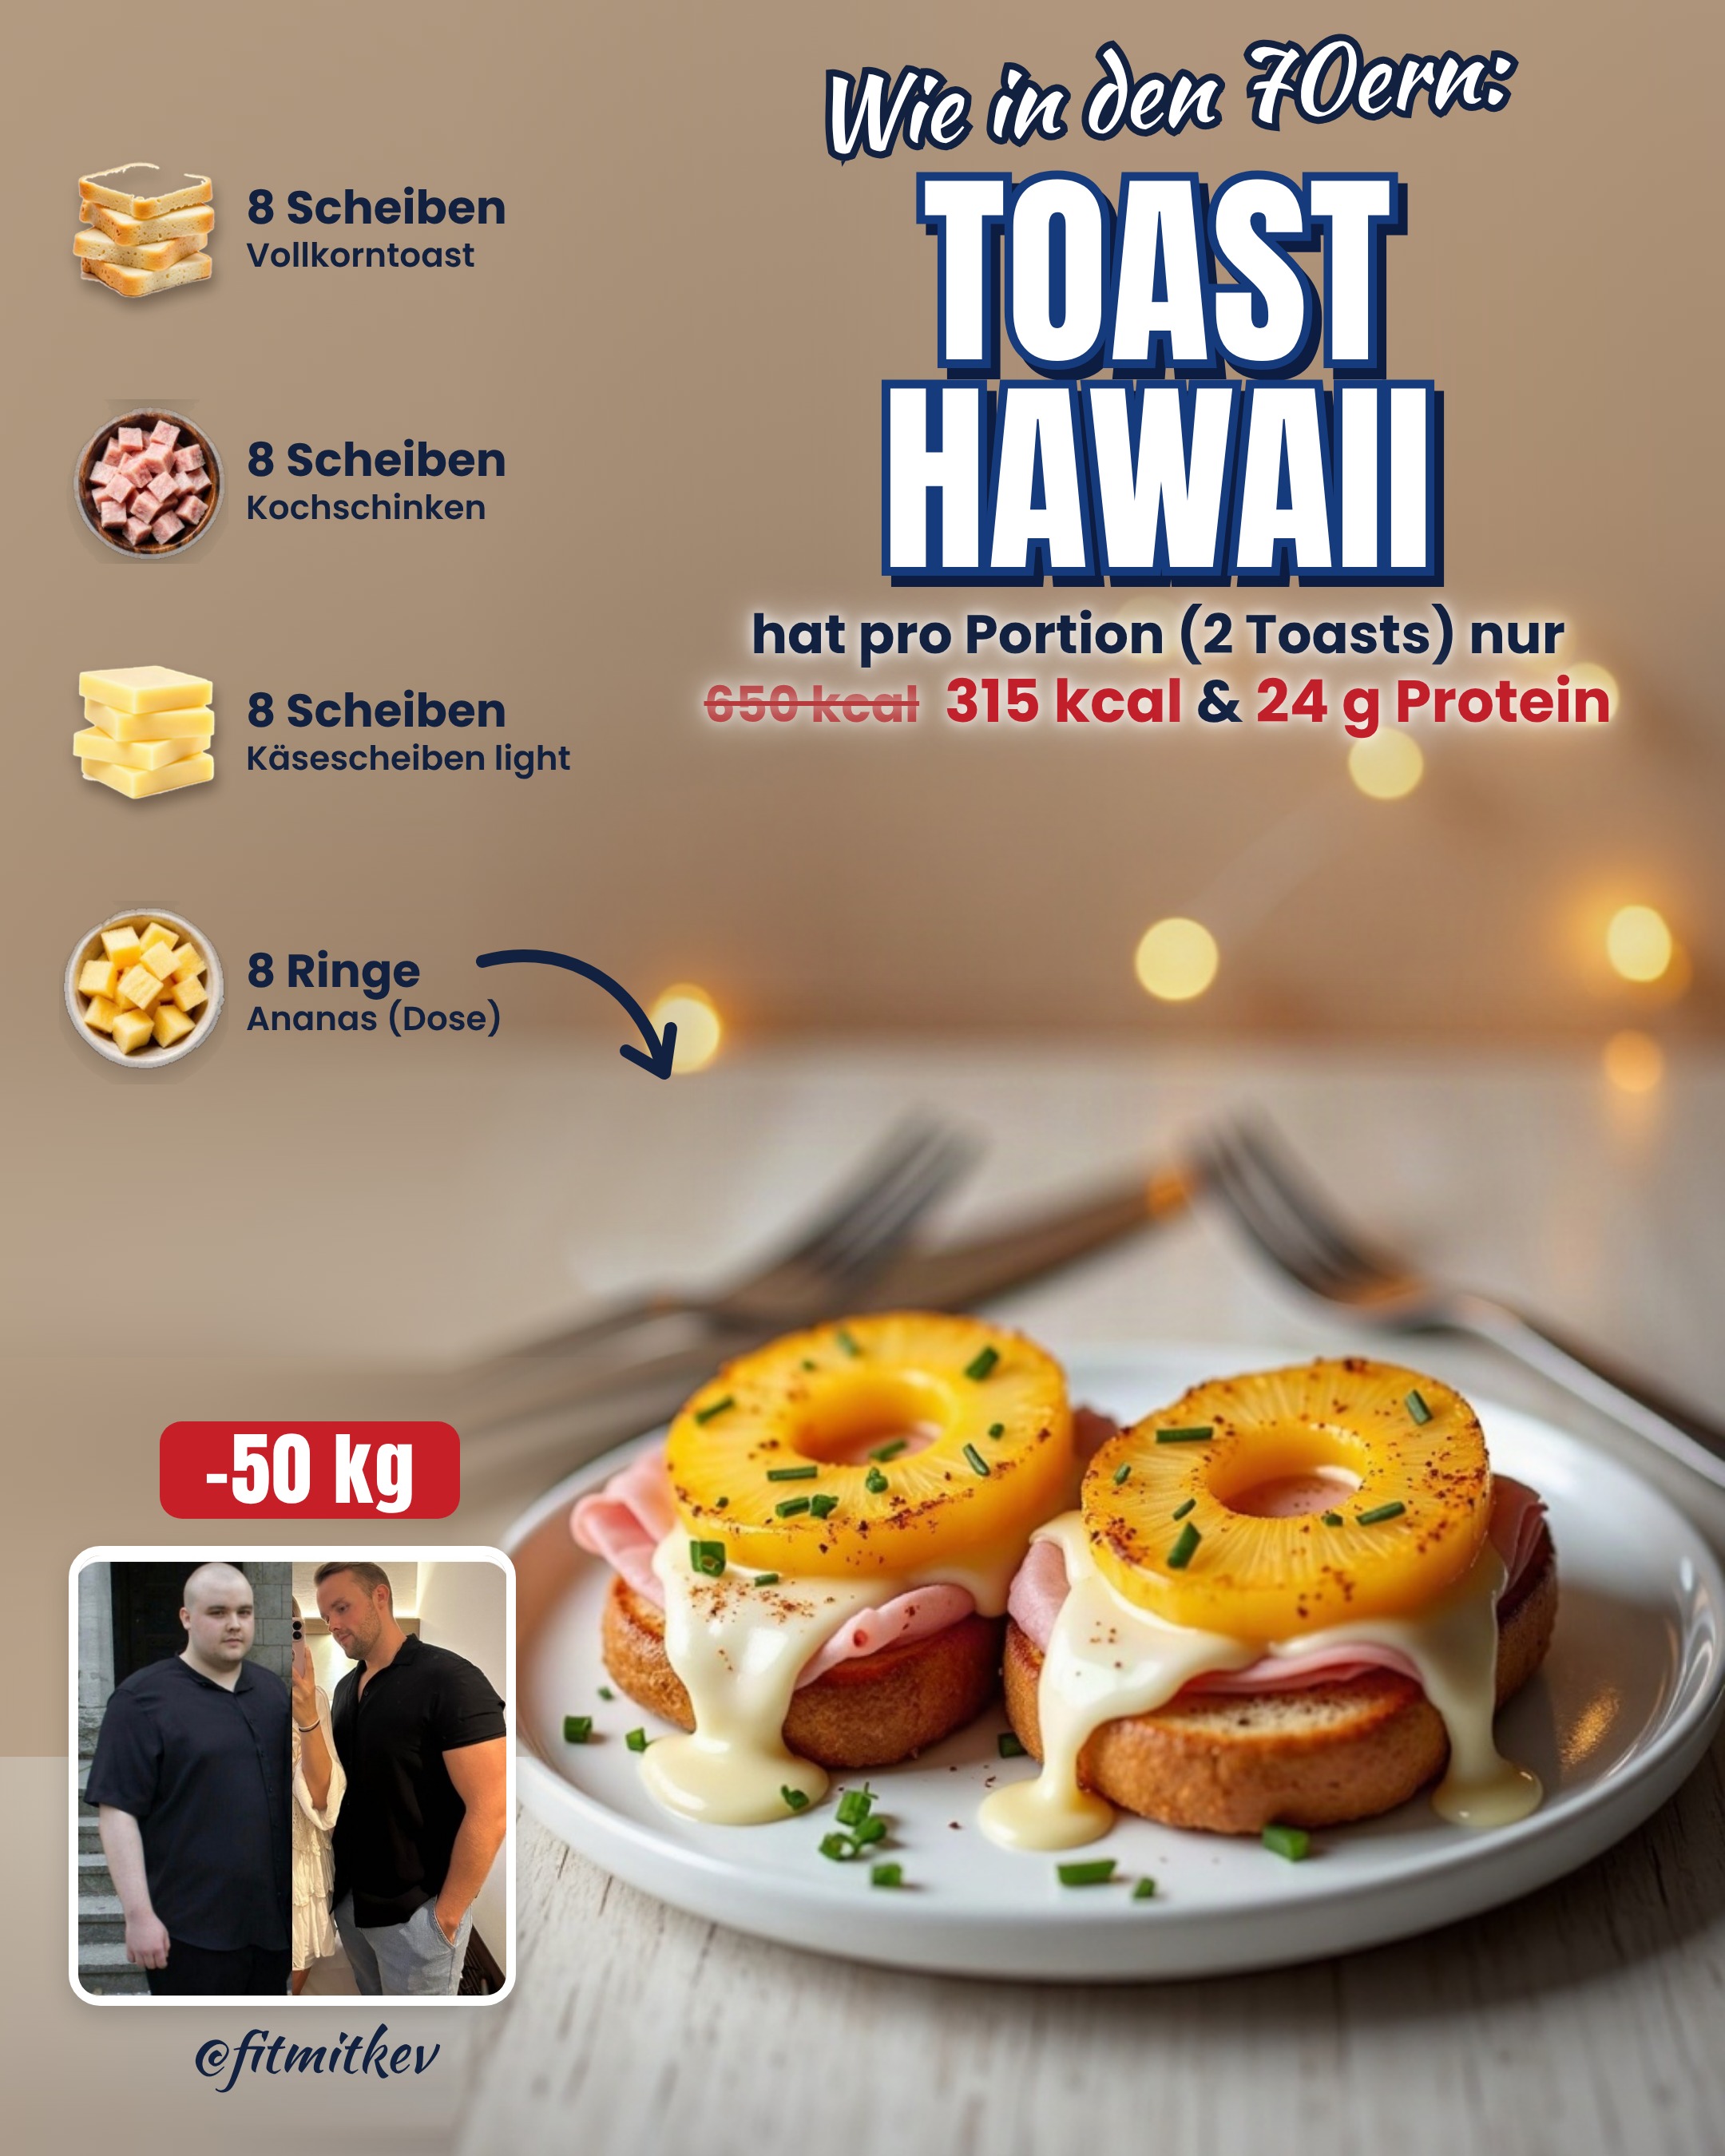 Wie in den 70ern:
TOAST
HAWAII
hat pro Portion (2 Toasts) nur
650 kcal 315 kcal & 24 g Protein
8 Scheiben
Vollkorntoast
8 Scheiben
Kochschinken
8 Scheiben
Käsescheiben light
8 Ringe
Ananas (Dose)
-50 kg
@fitmitkev